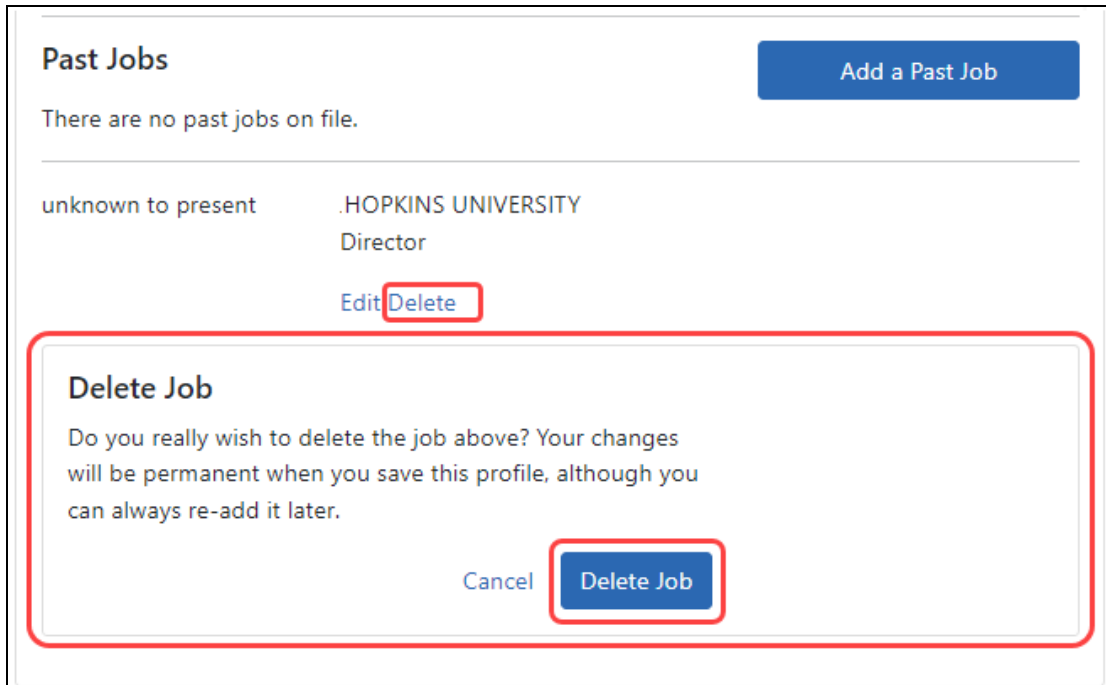 Past Jobs
Add a Past Job
There are no past jobs on file.
unknown to present
.HOPKINS UNIVERSITY
Director
Edit Delete
Delete Job
Do you really wish to delete the job above? Your changes
will be permanent when you save this profile, although you
can always re-add it later.
Cancel
Delete Job